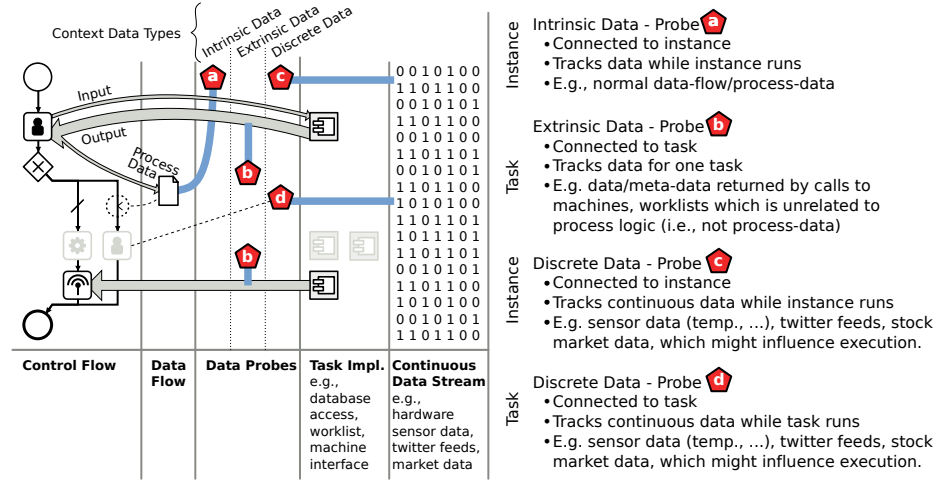 Context Data Types
Intrinsic Data
Extrinsic Data
Discrete Data
a
c
Input
Output
Process
Data
b
d
b
0 0 1 0 1 0 0
1 1 0 1 1 0 0
0 0 1 0 1 0 1
1 1 0 1 1 0 0
0 0 1 0 1 0 0
1 1 0 1 1 0 1
0 0 1 0 1 0 1
1 1 0 1 1 0 0
1 0 1 0 1 0 0
1 1 0 1 1 0 1
1 0 1 1 1 0 1
1 1 0 1 1 0 1
0 0 1 0 1 0 1
1 1 0 1 1 0 0
1 0 1 0 1 0 0
0 0 1 0 1 0 1
1 1 0 1 1 0 0
Control Flow
Data
Flow
Data Probes
Task Impl.
e.g.,
database
access,
worklist,
machine
interface
Continuous
Data Stream
e.g.,
hardware
sensor data,
twitter feeds,
market data
Instance
Intrinsic Data - Probe a
•Connected to instance
•Tracks data while instance runs
•E.g., normal data-flow/process-data
Task
Extrinsic Data - Probe b
•Connected to task
•Tracks data for one task
•E.g. data/meta-data returned by calls to
machines, worklists which is unrelated to
process logic (i.e., not process-data)
Instance
Discrete Data - Probe c
•Connected to instance
•Tracks continuous data while instance runs
•E.g. sensor data (temp., ...), twitter feeds, stock
market data, which might influence execution.
Task
Discrete Data - Probe d
•Connected to task
•Tracks continuous data while task runs
•E.g. sensor data (temp., ...), twitter feeds, stock
market data, which might influence execution.